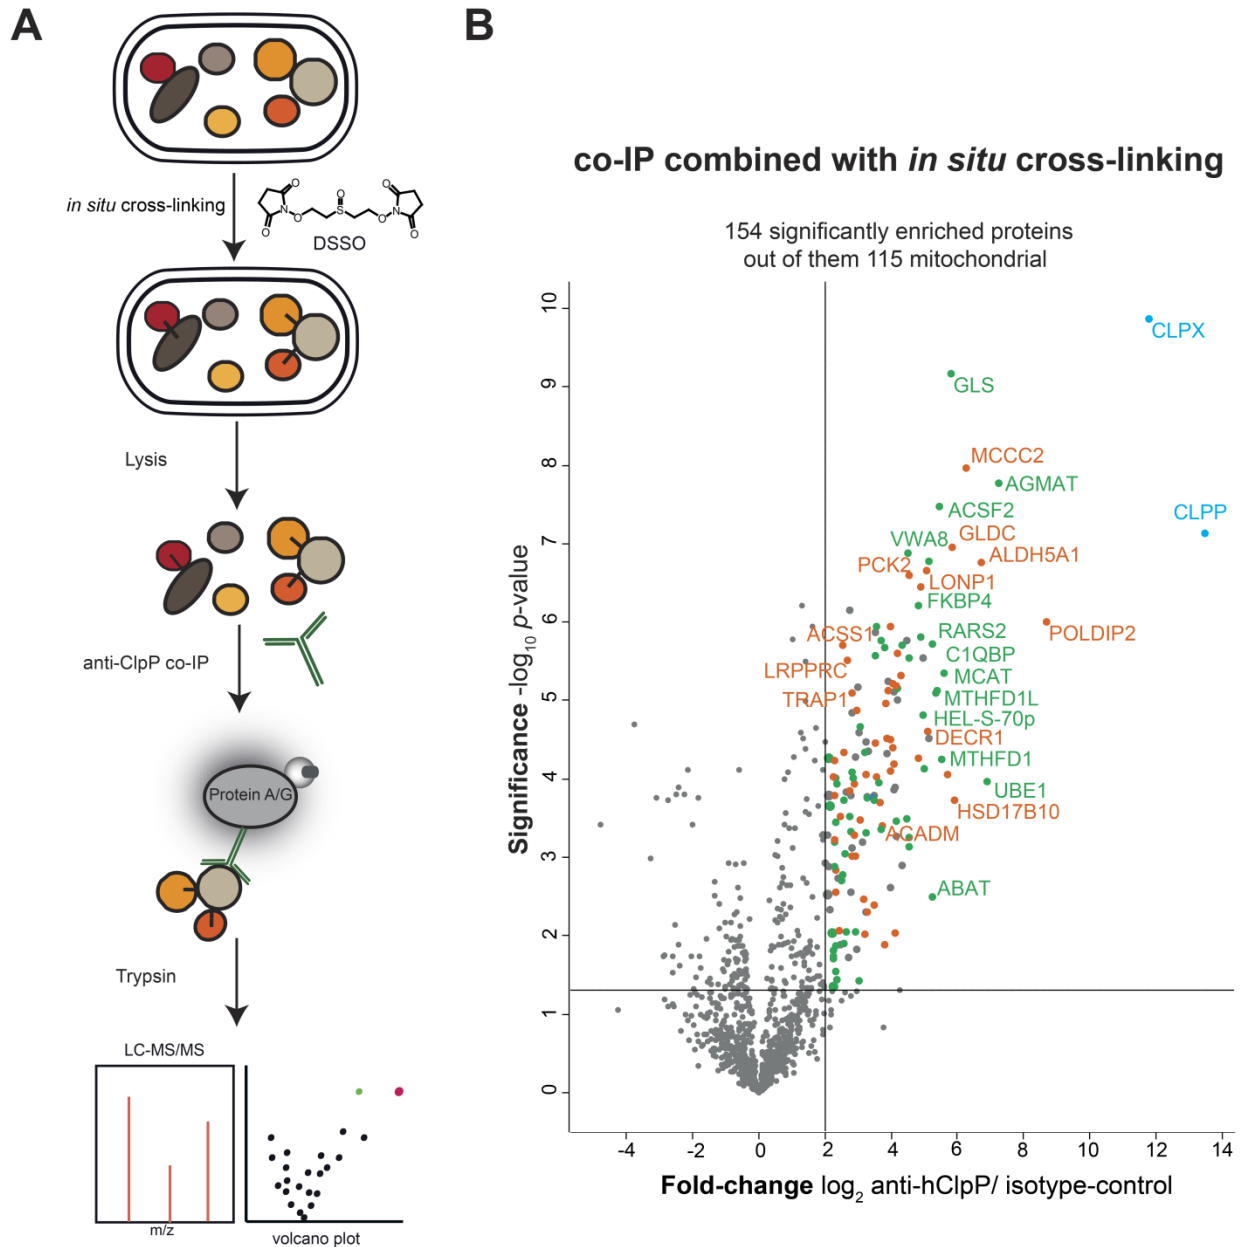 A
in situ cross-linking
O
O
N
O
O
S
O
N
O
O
DSSO
Lysis
anti-ClpP co-IP
Protein A/G
Trypsin
LC-MS/MS
m/z
volcano plot
B
co-IP combined with in situ cross-linking
154 significantly enriched proteins
out of them 115 mitochondrial
Significance -log10 p-value
10
9
8
7
6
5
4
3
2
1
0
CLPX
GLS
MCCC2
AGMAT
ACSF2
CLPP
GLDC
VWA8
ALDH5A1
PCK2
LONP1
FKBP4
ACSS1
RARS2
POLDIP2
C1QBP
LRPPRC
MCAT
TRAP1
MTHFD1L
HEL-S-70p
DECR1
MTHFD1
UBE1
HSD17B10
ACADM
ABAT
-4 -2 0 2 4 6 8 10 12 14
Fold-change log2 anti-hClpP/ isotype-control